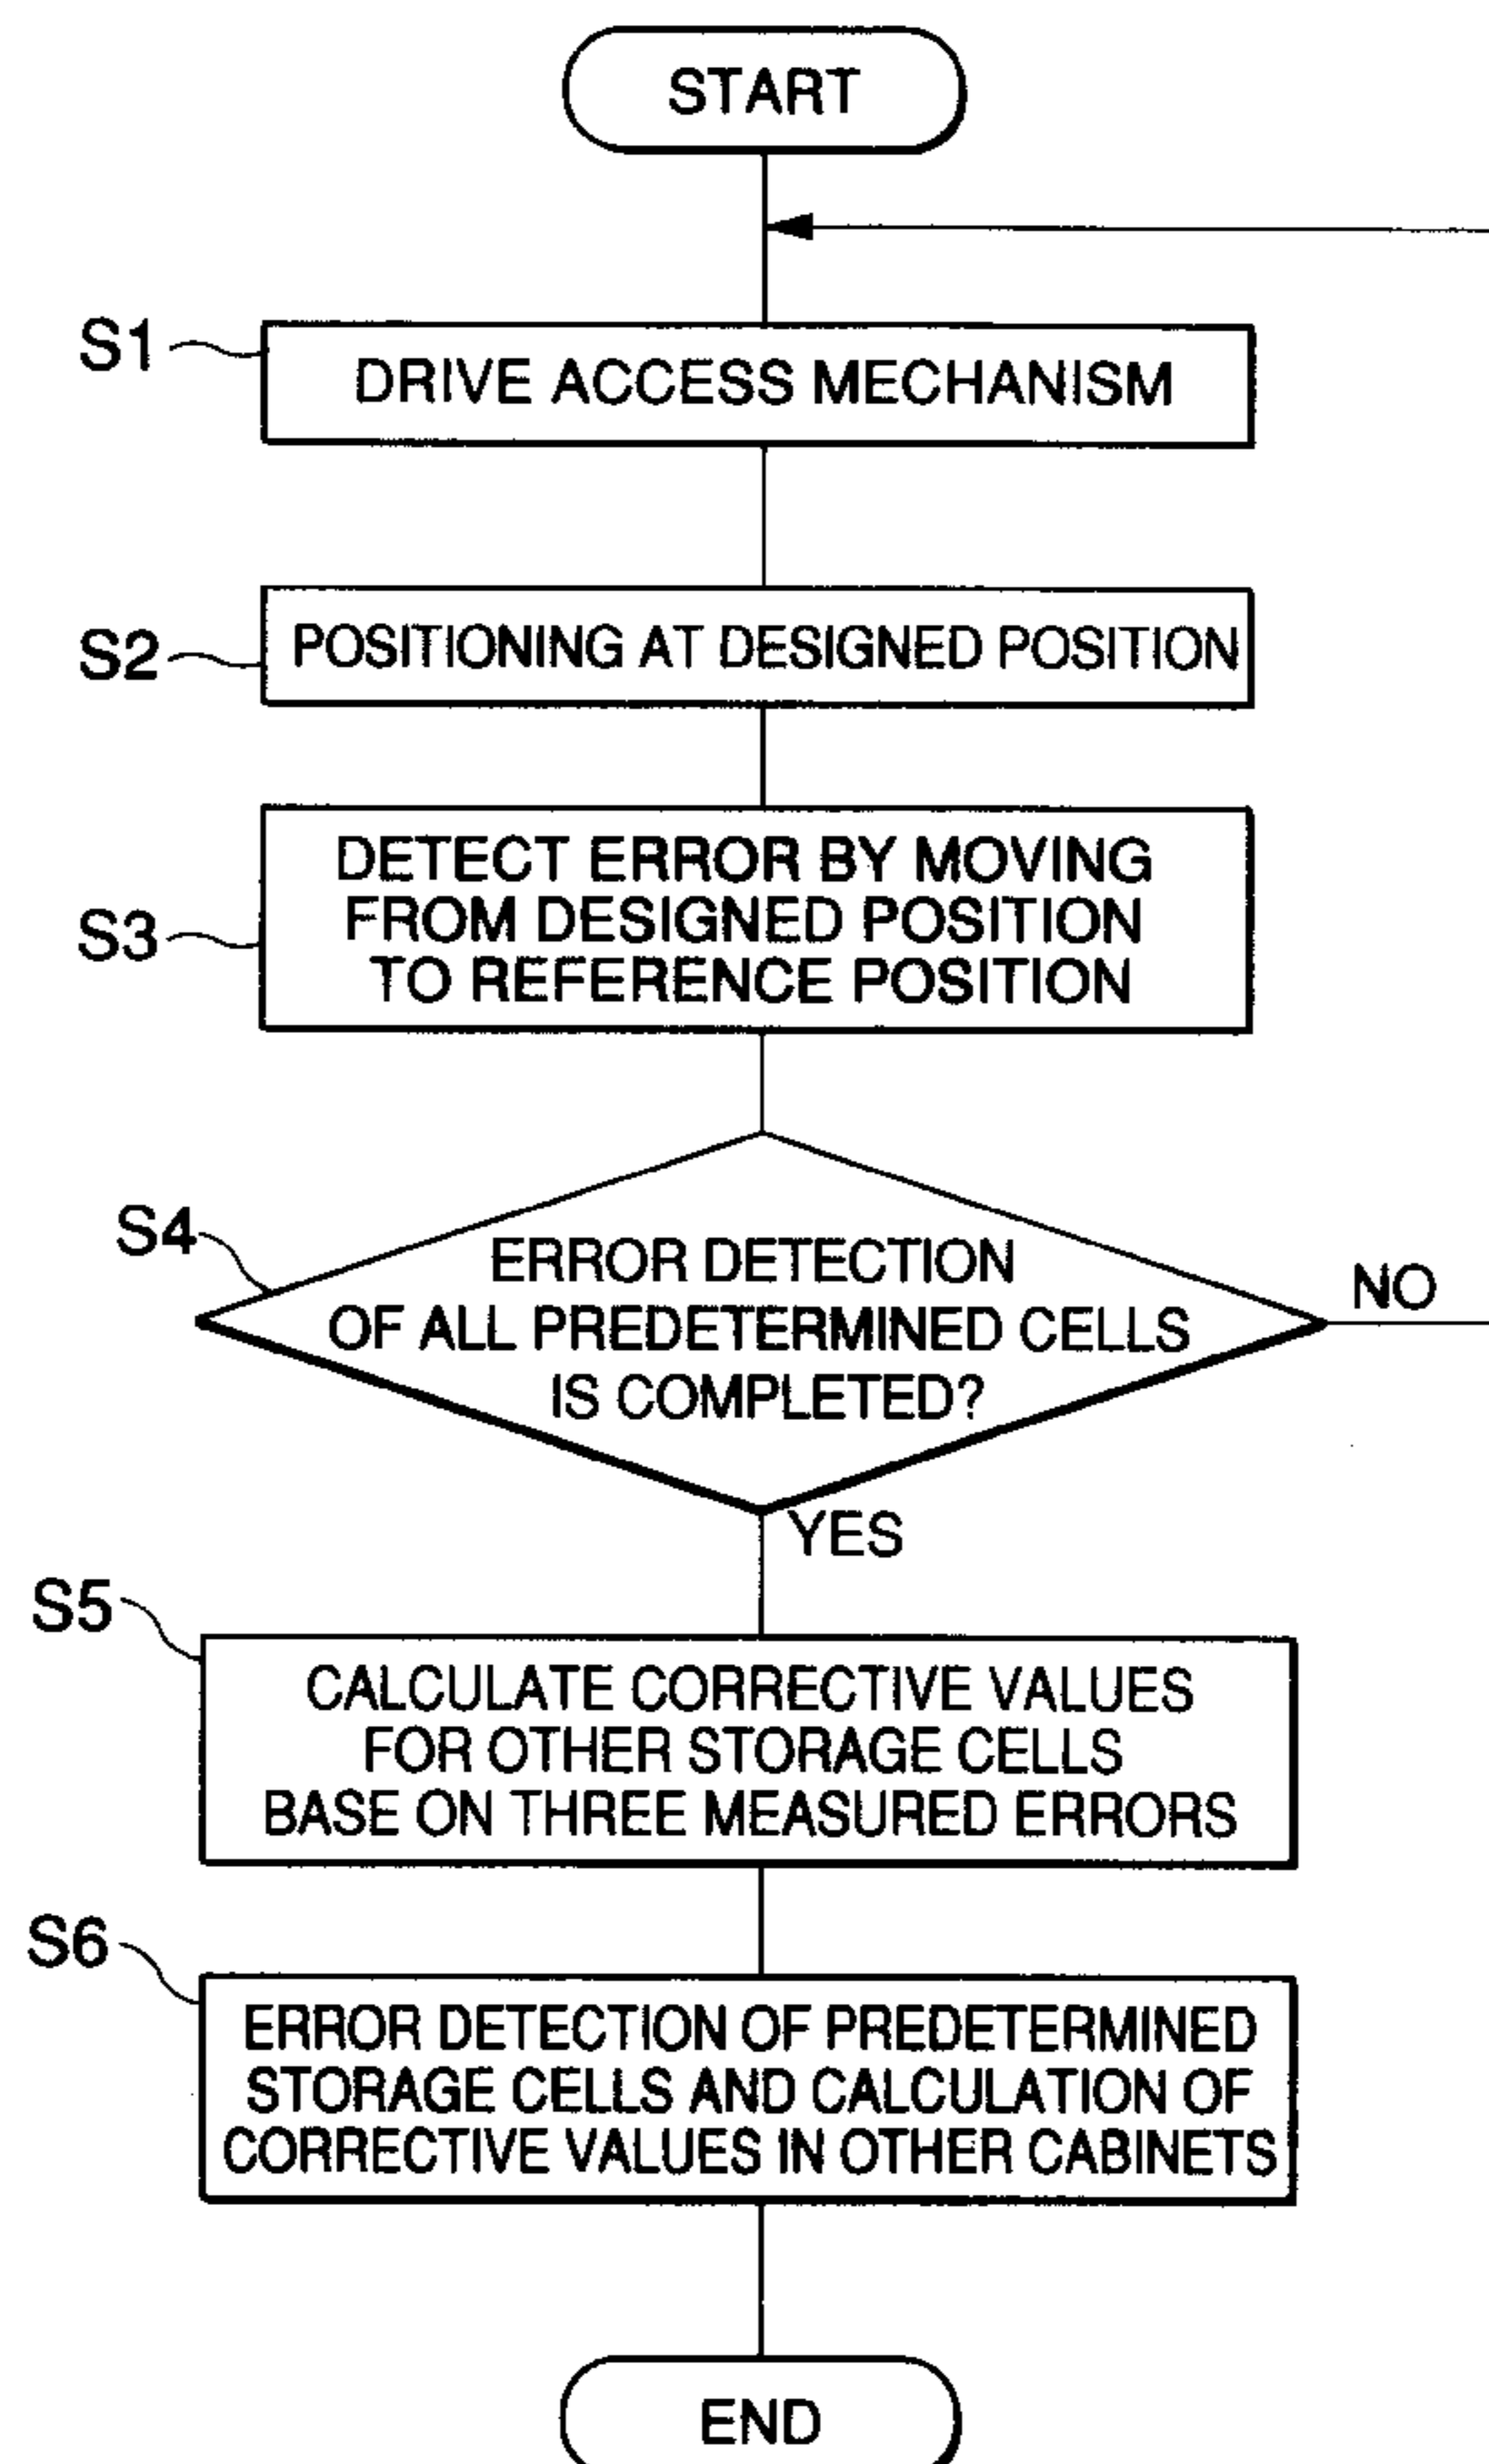 START
S1
DRIVE ACCESS MECHANISM
S2
POSITIONING AT DESIGNED POSITION
S3
DETECT ERROR BY MOVING
FROM DESIGNED POSITION
TO REFERENCE POSITION
S4
ERROR DETECTION
OF ALL PREDETERMINED CELLS
IS COMPLETED?
NO
YES
S5
CALCULATE CORRECTIVE VALUES
FOR OTHER STORAGE CELLS
BASE ON THREE MEASURED ERRORS
S6
ERROR DETECTION OF PREDETERMINED
STORAGE CELLS AND CALCULATION OF
CORRECTIVE VALUES IN OTHER CABINETS
END